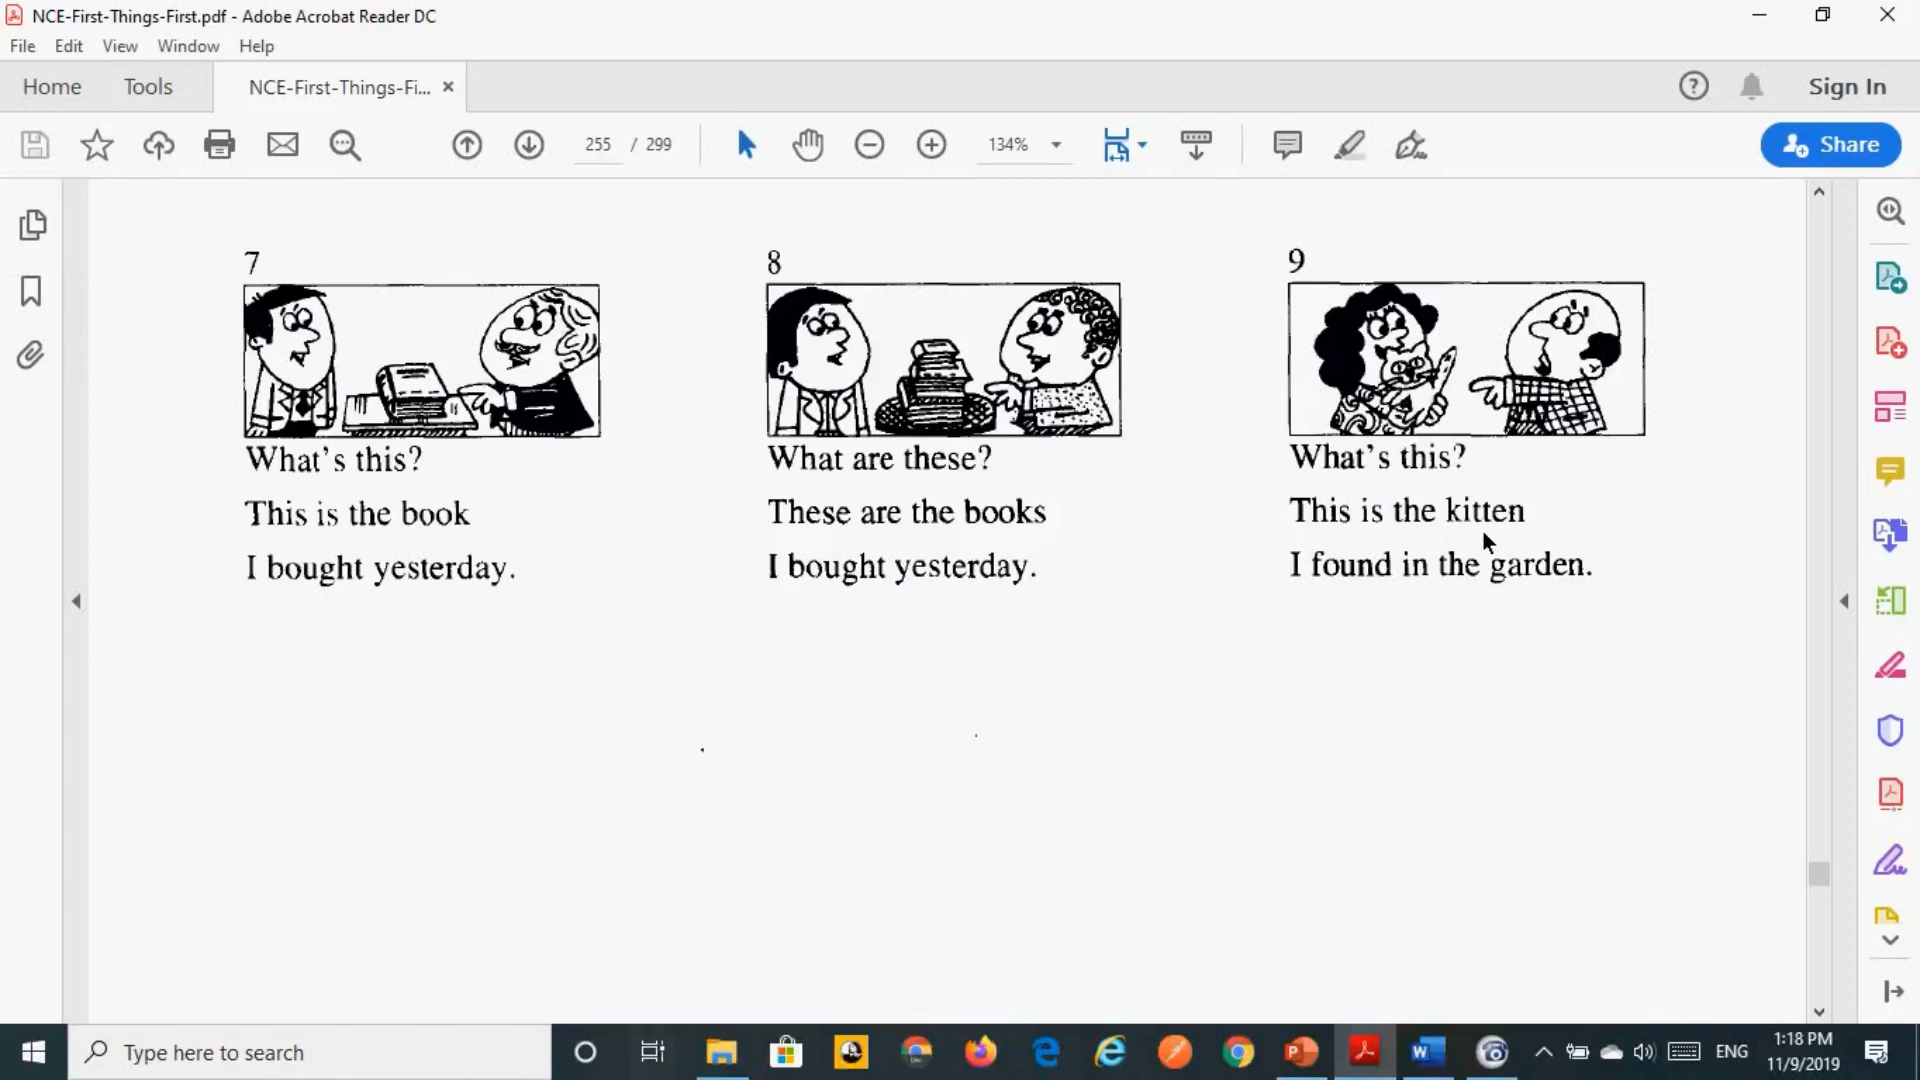 NCE-First-Things-First.pdf - Adobe Acrobat Reader DC
File Edit View Window Help
Home Tools NCE-First-Things-Fi... × Sign In
255 / 299 134% Share
7
What's this?
This is the book
I bought yesterday.
8
What are these?
These are the books
I bought yesterday.
9
What's this?
This is the kitten
I found in the garden.
Type here to search
ENG
1:18 PM
11/9/2019